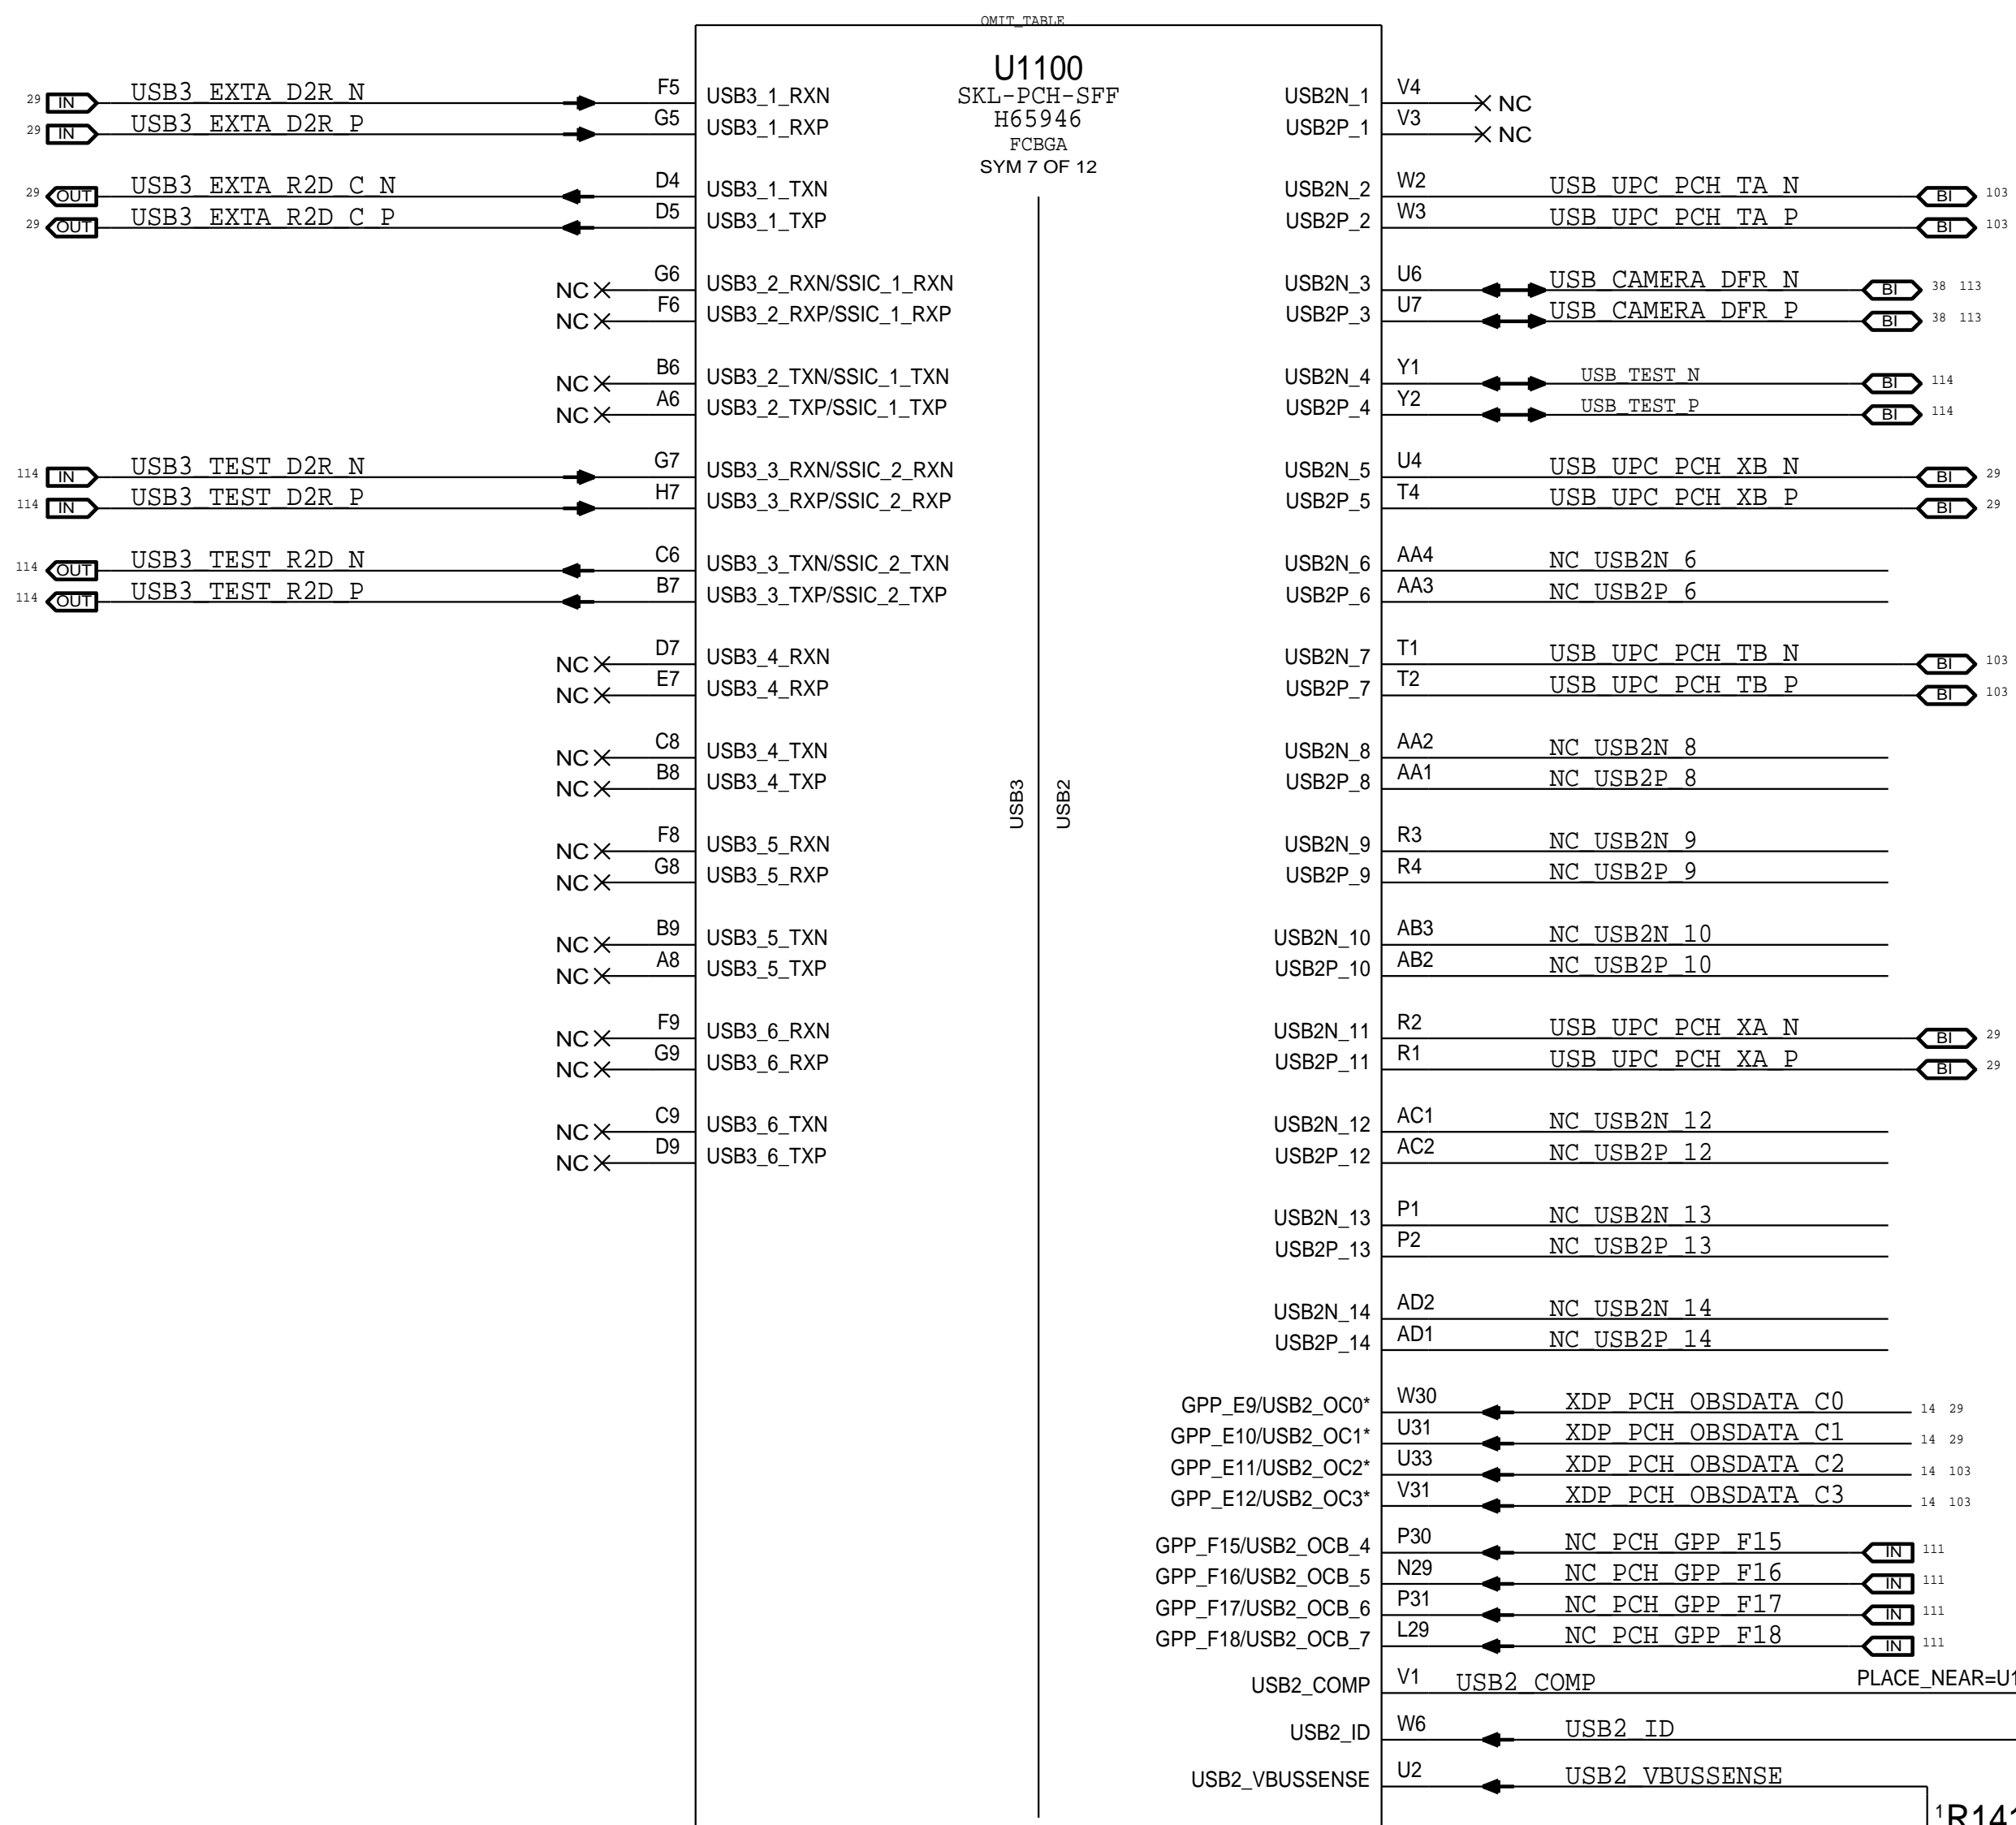 OMIT_TABLE
U1100
SKL-PCH-SFF
H65946
FCBGA
SYM 7 OF 12
USB3
USB2
29 IN USB3_EXTA_D2R_N F5 USB3_1_RXN
29 IN USB3_EXTA_D2R_P G5 USB3_1_RXP
29 OUT USB3_EXTA_R2D_C_N D4 USB3_1_TXN
29 OUT USB3_EXTA_R2D_C_P D5 USB3_1_TXP
NC G6 USB3_2_RXN/SSIC_1_RXN
NC F6 USB3_2_RXP/SSIC_1_RXP
NC B6 USB3_2_TXN/SSIC_1_TXN
NC A6 USB3_2_TXP/SSIC_1_TXP
114 IN USB3_TEST_D2R_N G7 USB3_3_RXN/SSIC_2_RXN
114 IN USB3_TEST_D2R_P H7 USB3_3_RXP/SSIC_2_RXP
114 OUT USB3_TEST_R2D_N C6 USB3_3_TXN/SSIC_2_TXN
114 OUT USB3_TEST_R2D_P B7 USB3_3_TXP/SSIC_2_TXP
NC D7 USB3_4_RXN
NC E7 USB3_4_RXP
NC C8 USB3_4_TXN
NC B8 USB3_4_TXP
NC F8 USB3_5_RXN
NC G8 USB3_5_RXP
NC B9 USB3_5_TXN
NC A8 USB3_5_TXP
NC F9 USB3_6_RXN
NC G9 USB3_6_RXP
NC C9 USB3_6_TXN
NC D9 USB3_6_TXP
USB2N_1 V4 NC
USB2P_1 V3 NC
USB2N_2 W2 USB_UPC_PCH_TA_N BI 103
USB2P_2 W3 USB_UPC_PCH_TA_P BI 103
USB2N_3 U6 USB_CAMERA_DFR_N BI 38 113
USB2P_3 U7 USB_CAMERA_DFR_P BI 38 113
USB2N_4 Y1 USB_TEST_N BI 114
USB2P_4 Y2 USB_TEST_P BI 114
USB2N_5 U4 USB_UPC_PCH_XB_N BI 29
USB2P_5 T4 USB_UPC_PCH_XB_P BI 29
USB2N_6 AA4 NC_USB2N_6
USB2P_6 AA3 NC_USB2P_6
USB2N_7 T1 USB_UPC_PCH_TB_N BI 103
USB2P_7 T2 USB_UPC_PCH_TB_P BI 103
USB2N_8 AA2 NC_USB2N_8
USB2P_8 AA1 NC_USB2P_8
USB2N_9 R3 NC_USB2N_9
USB2P_9 R4 NC_USB2P_9
USB2N_10 AB3 NC_USB2N_10
USB2P_10 AB2 NC_USB2P_10
USB2N_11 R2 USB_UPC_PCH_XA_N BI 29
USB2P_11 R1 USB_UPC_PCH_XA_P BI 29
USB2N_12 AC1 NC_USB2N_12
USB2P_12 AC2 NC_USB2P_12
USB2N_13 P1 NC_USB2N_13
USB2P_13 P2 NC_USB2P_13
USB2N_14 AD2 NC_USB2N_14
USB2P_14 AD1 NC_USB2P_14
GPP_E9/USB2_OC0* W30 XDP_PCH_OBSDATA_C0 14 29
GPP_E10/USB2_OC1* U31 XDP_PCH_OBSDATA_C1 14 29
GPP_E11/USB2_OC2* U33 XDP_PCH_OBSDATA_C2 14 103
GPP_E12/USB2_OC3* V31 XDP_PCH_OBSDATA_C3 14 103
GPP_F15/USB2_OCB_4 P30 NC_PCH_GPP_F15 IN 111
GPP_F16/USB2_OCB_5 N29 NC_PCH_GPP_F16 IN 111
GPP_F17/USB2_OCB_6 P31 NC_PCH_GPP_F17 IN 111
GPP_F18/USB2_OCB_7 L29 NC_PCH_GPP_F18 IN 111
USB2_COMP V1 USB2_COMP PLACE_NEAR=U1
USB2_ID W6 USB2_ID
USB2_VBUSSENSE U2 USB2_VBUSSENSE
1 R141